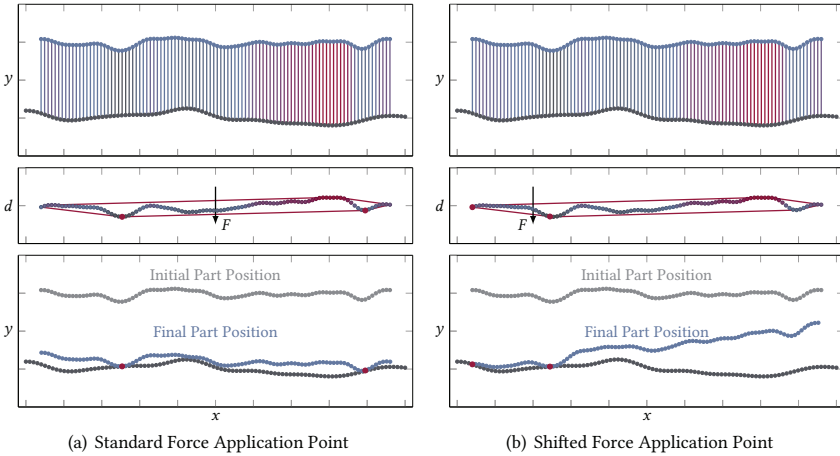 y
y
d
F
d
F
Initial Part Position
Initial Part Position
y
Final Part Position
y
Final Part Position
x
x
(a) Standard Force Application Point
(b) Shifted Force Application Point